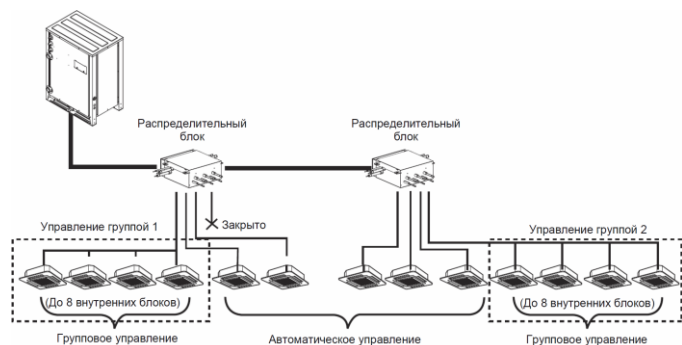 Распределительный
блок
Распределительный
блок
Закрыто
Управление группой 1
Управление группой 2
(До 8 внутренних блоков)
(До 8 внутренних блоков)
Групповое управление
Автоматическое управление
Групповое управление